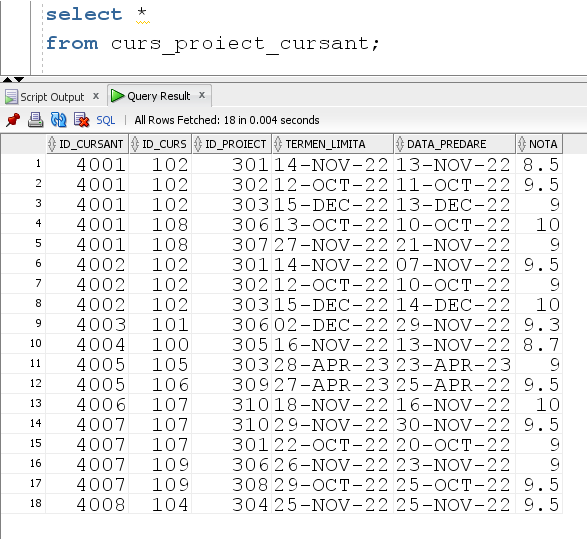 select *
from curs_proiect_cursant;
Script Output x Query Result x
SQL | All Rows Fetched: 18 in 0.004 seconds
ID_CURSANT ID_CURS ID_PROIECT TERMEN_LIMITA DATA_PREDARE NOTA
1 4001 102 301 14-NOV-22 13-NOV-22 8.5
2 4001 102 302 12-OCT-22 11-OCT-22 9.5
3 4001 102 303 15-DEC-22 13-DEC-22 9
4 4001 108 306 13-OCT-22 10-OCT-22 10
5 4001 108 307 27-NOV-22 21-NOV-22 9
6 4002 102 301 14-NOV-22 07-NOV-22 9.5
7 4002 102 302 12-OCT-22 10-OCT-22 9
8 4002 102 303 15-DEC-22 14-DEC-22 10
9 4003 101 306 02-DEC-22 29-NOV-22 9.3
10 4004 100 305 16-NOV-22 13-NOV-22 8.7
11 4005 105 303 28-APR-23 23-APR-23 9
12 4005 106 309 27-APR-23 25-APR-22 9.5
13 4006 107 310 18-NOV-22 16-NOV-22 10
14 4007 107 310 29-NOV-22 30-NOV-22 9.5
15 4007 107 301 22-OCT-22 20-OCT-22 9
16 4007 109 306 26-NOV-22 23-NOV-22 9
17 4007 109 308 29-OCT-22 25-OCT-22 9.5
18 4008 104 304 25-NOV-22 25-NOV-22 9.5